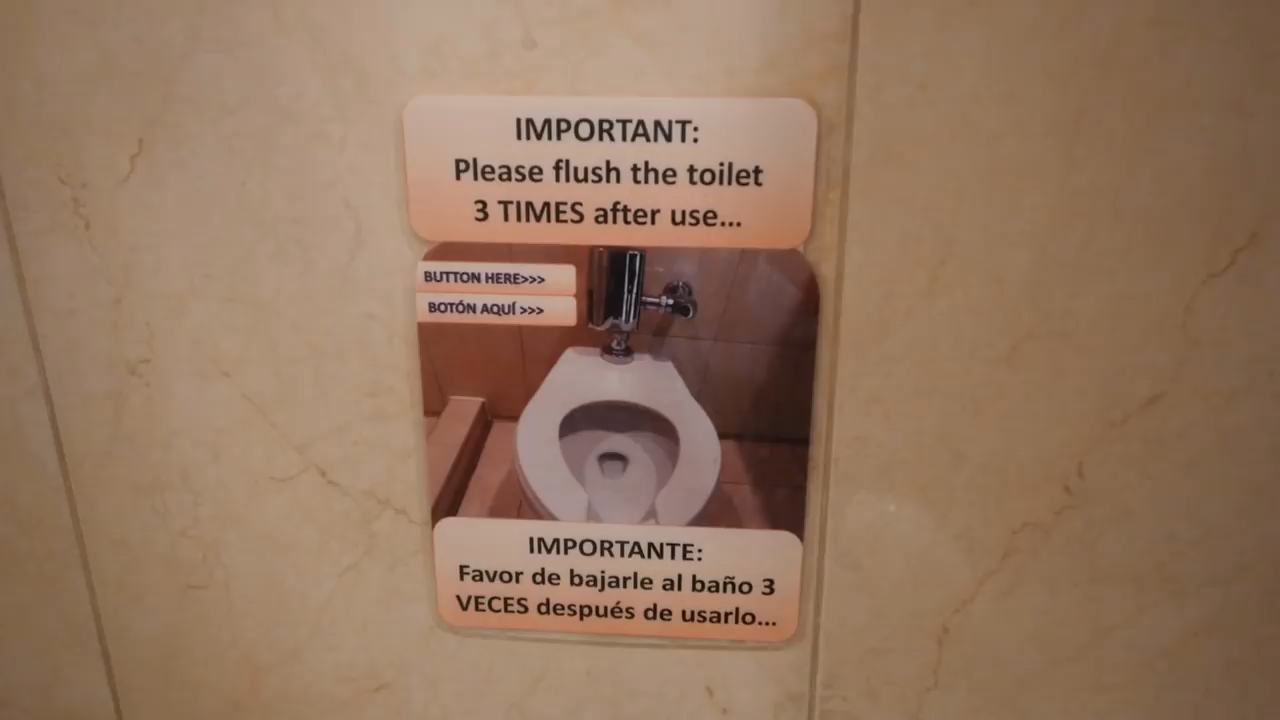 IMPORTANT:
Please flush the toilet
3 TIMES after use...
BUTTON HERE>>>
BOTÓN AQUÍ >>>
IMPORTANTE:
Favor de bajarle al baño 3
VECES después de usarlo...